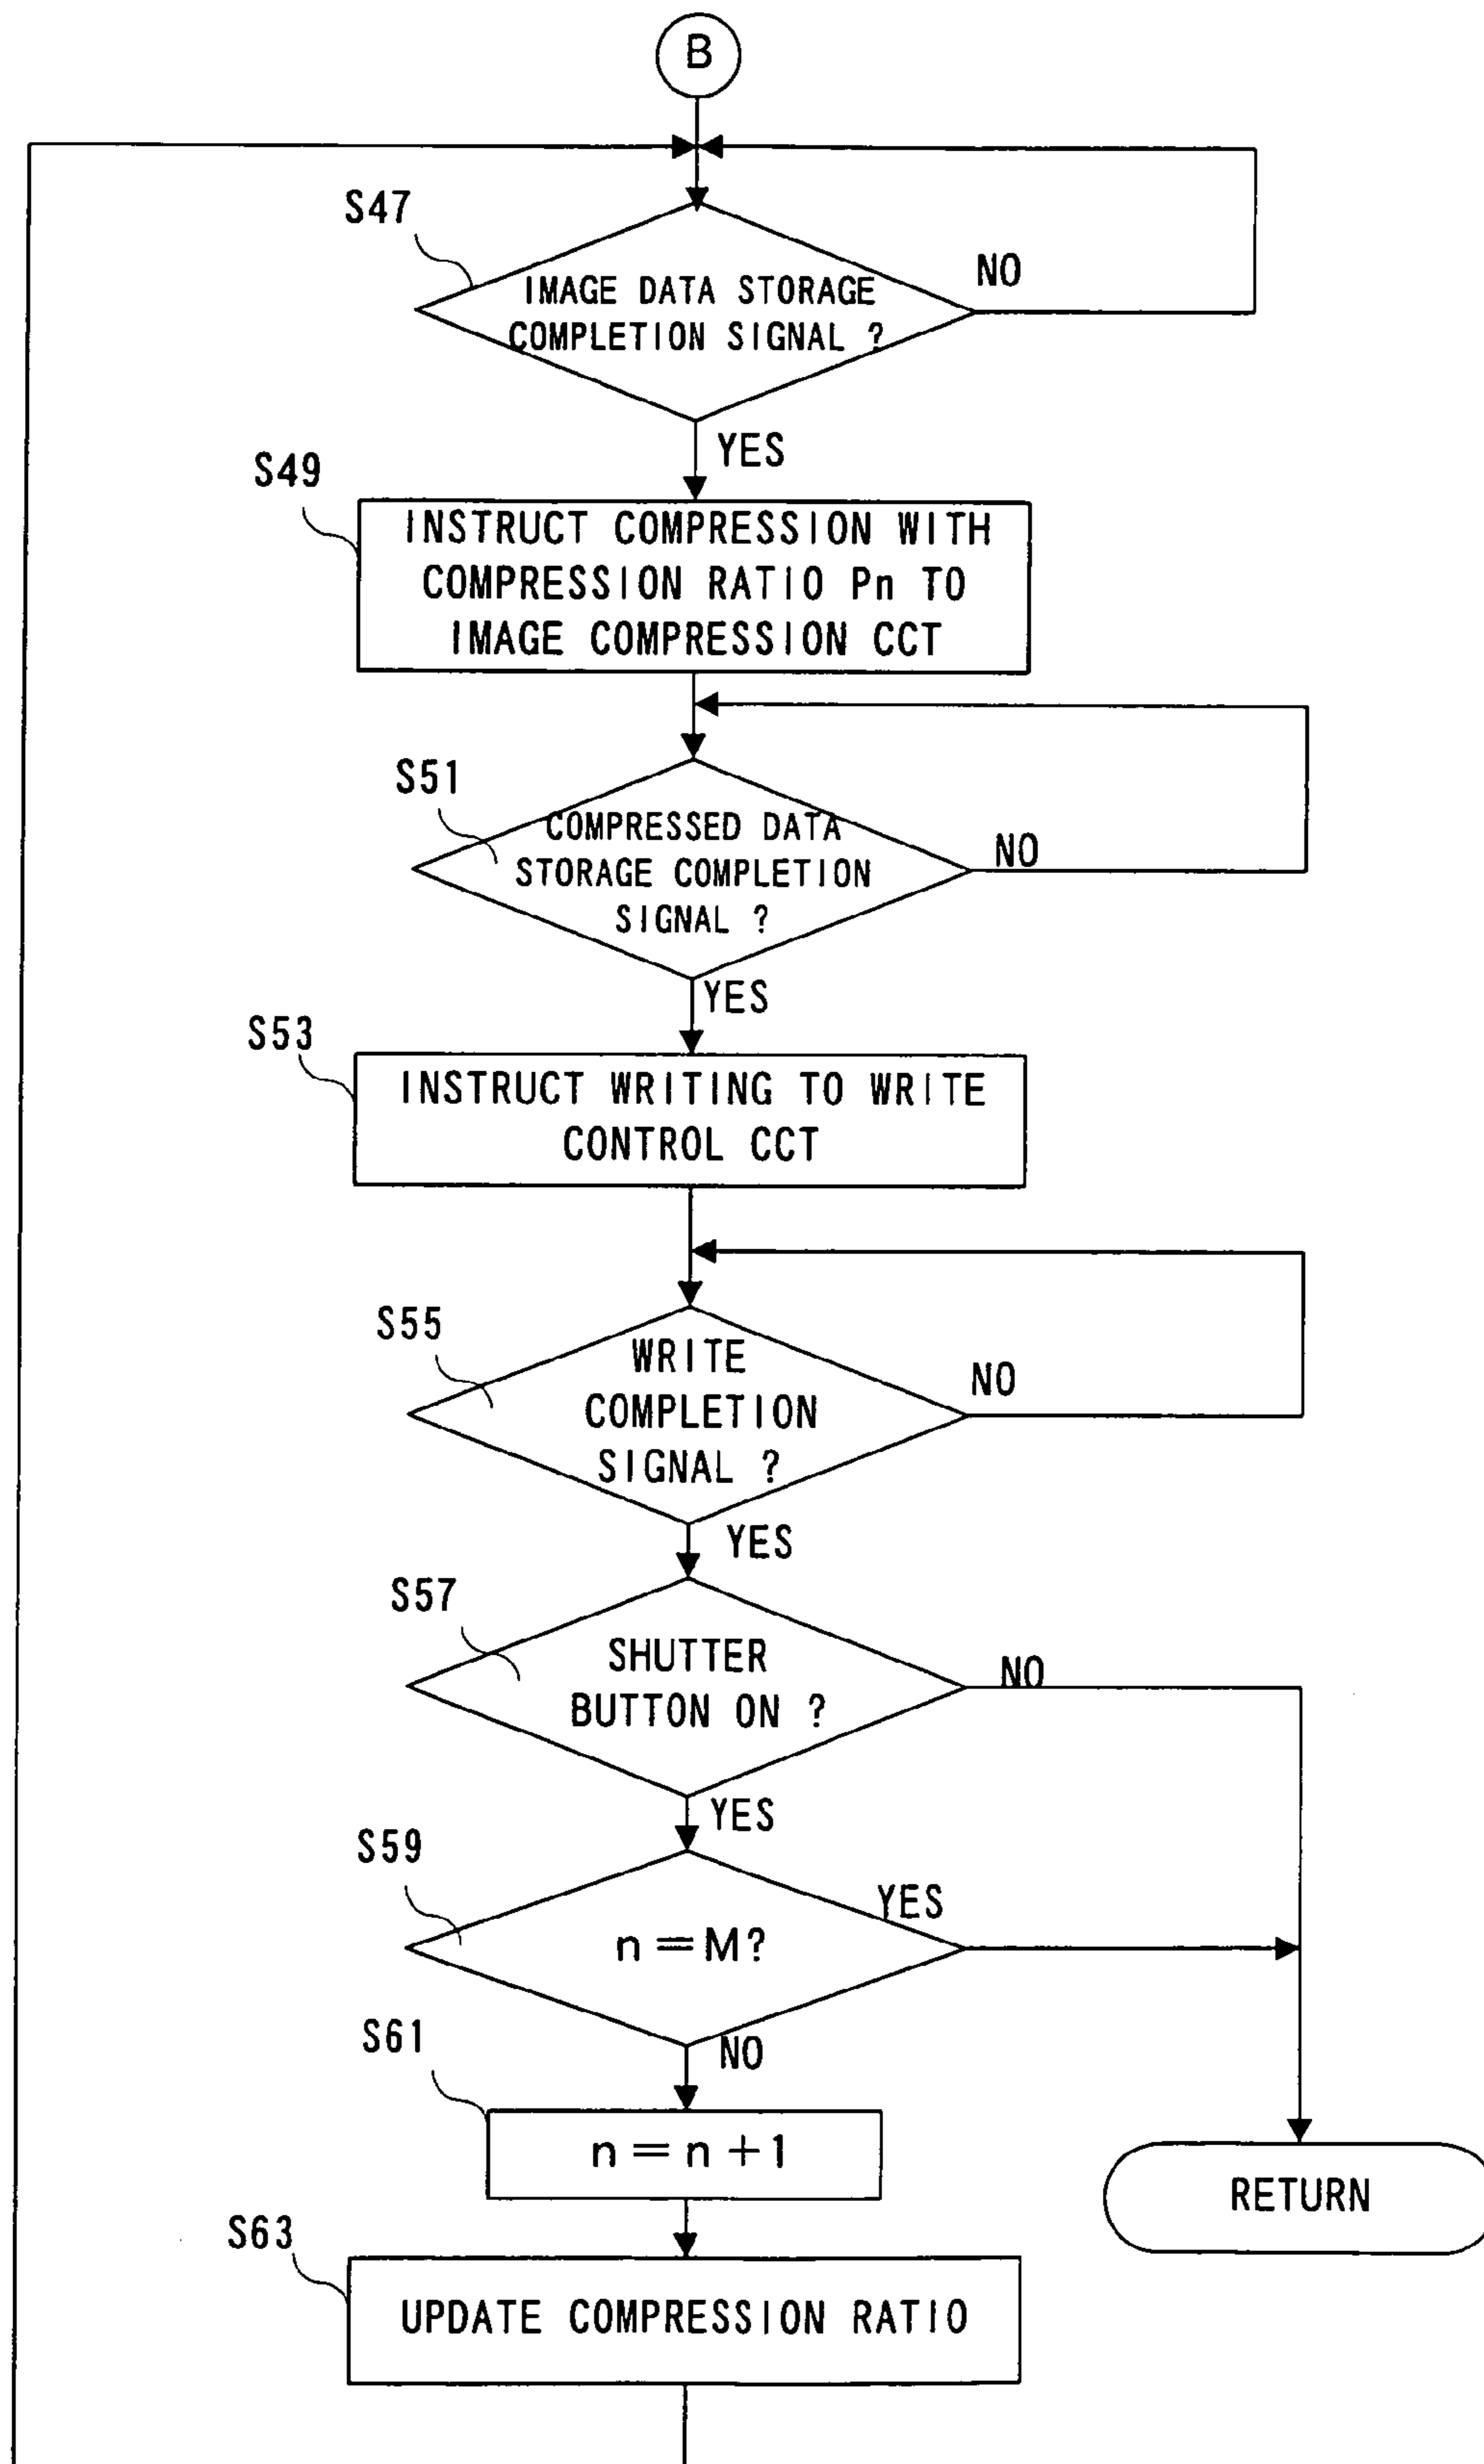 B
S47
IMAGE DATA STORAGE
COMPLETION SIGNAL ?
NO
YES
S49
INSTRUCT COMPRESSION WITH
COMPRESSION RATIO Pn TO
IMAGE COMPRESSION CCT
S51
COMPRESSED DATA
STORAGE COMPLETION
SIGNAL ?
NO
YES
S53
INSTRUCT WRITING TO WRITE
CONTROL CCT
S55
WRITE
COMPLETION
SIGNAL ?
NO
YES
S57
SHUTTER
BUTTON ON ?
NO
YES
S59
n=M?
YES
NO
S61
n=n+1
RETURN
S63
UPDATE COMPRESSION RATIO